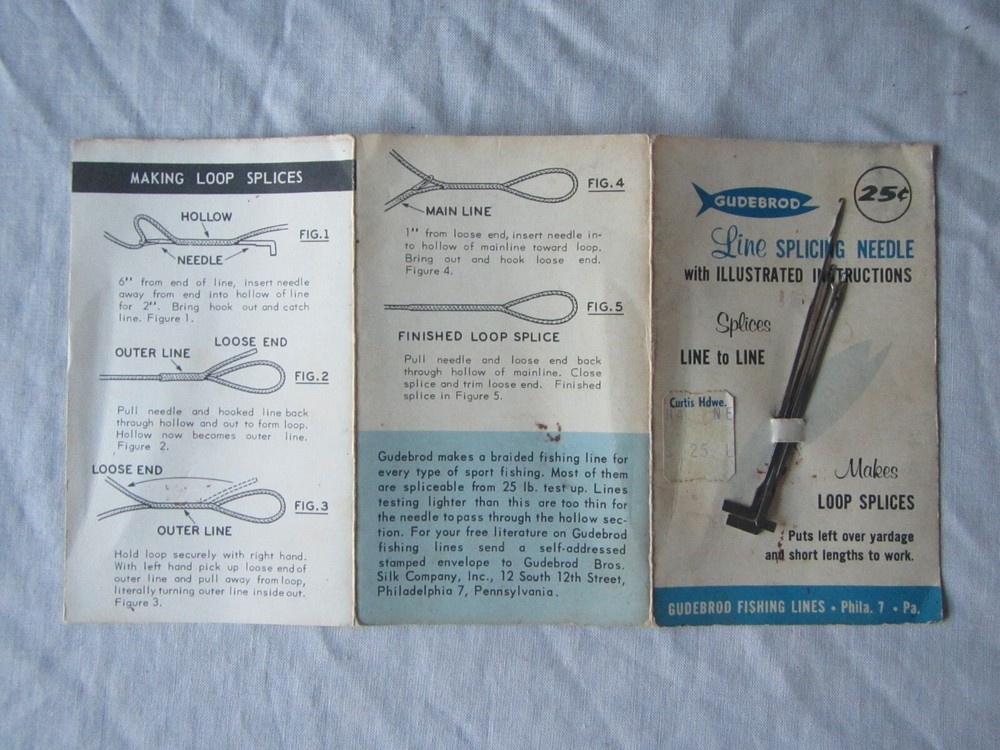 MAKING LOOP SPLICES
HOLLOW
FIG.1
NEEDLE
6" from end of line, insert needle
away from end into hollow of line
for 2". Bring hook out and catch
line. Figure 1.
LOOSE END
OUTER LINE
FIG.2
Pull needle and hooked line back
through hollow and out to form loop.
Hollow now becomes outer line.
Figure 2.
LOOSE END
FIG.3
OUTER LINE
Hold loop securely with right hand.
With left hand pick up loose end of
outer line and pull away from loop,
literally turning outer line inside out.
Figure 3.
FIG.4
MAIN LINE
1" from loose end, insert needle in-
to hollow of mainline toward loop.
Bring out and hook loose end.
Figure 4.
FIG.5
FINISHED LOOP SPLICE
Pull needle and loose end back
through hollow of mainline. Close
splice and trim loose end. Finished
splice in Figure 5.
Gudebrod makes a braided fishing line for
every type of sport fishing. Most of them
are spliceable from 25 lb. test up. Lines
testing lighter than this are too thin for
the needle to pass through the hollow sec-
tion. For your free literature on Gudebrod
fishing lines send a self-addressed
stamped envelope to Gudebrod Bros.
Silk Company, Inc., 12 South 12th Street,
Philadelphia 7, Pennsylvania.
GUDEBROD
25¢
Line SPLICING NEEDLE
with ILLUSTRATED INSTRUCTIONS
Splices
LINE to LINE
Curtis Hdwe.
25
Makes
LOOP SPLICES
Puts left over yardage
and short lengths to work.
GUDEBROD FISHING LINES • Phila. 7 • Pa.